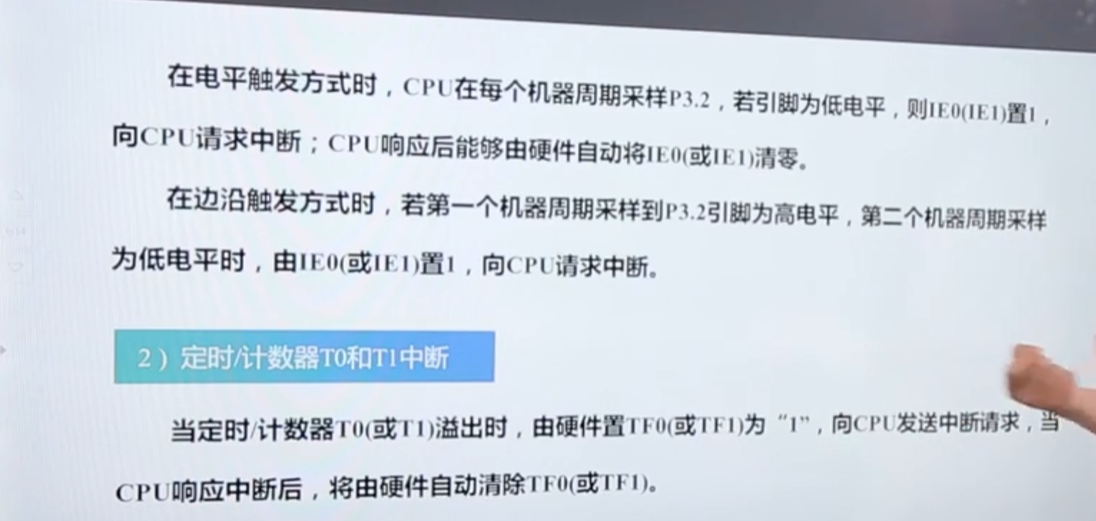 在电平触发方式时，CPU在每个机器周期采样P3.2，若引脚为低电平，则IE0(IE1)置1，
向CPU请求中断；CPU响应后能够由硬件自动将IE0(或IE1)清零。
在边沿触发方式时，若第一个机器周期采样到P3.2引脚为高电平，第二个机器周期采样
为低电平时，由IE0(或IE1)置1，向CPU请求中断。
2）定时/计数器T0和T1中断
当定时/计数器T0(或T1)溢出时，由硬件置TF0(或TF1)为“1”，向CPU发送中断请求，当
CPU响应中断后，将由硬件自动清除TF0(或TF1)。